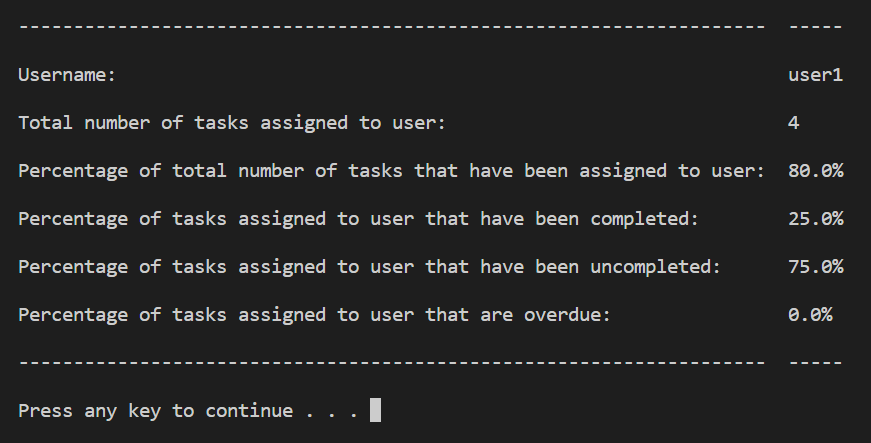 --------------------------------------------------------------------  -----
Username:                                                             user1
Total number of tasks assigned to user:                               4
Percentage of total number of tasks that have been assigned to user:  80.0%
Percentage of tasks assigned to user that have been completed:        25.0%
Percentage of tasks assigned to user that have been uncompleted:      75.0%
Percentage of tasks assigned to user that are overdue:                0.0%
--------------------------------------------------------------------  -----
Press any key to continue . . .